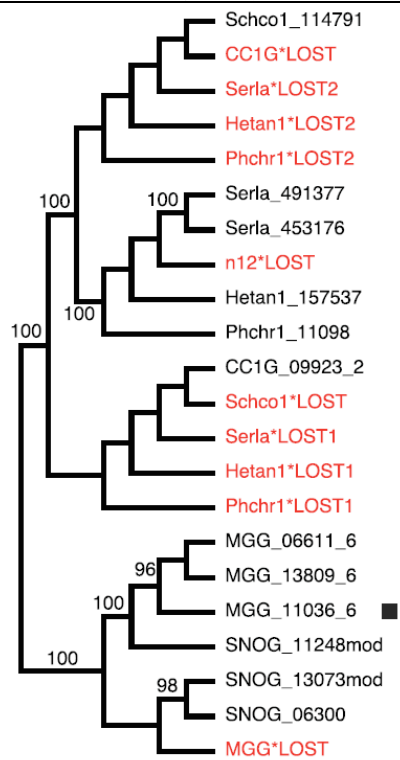 Schco1_114791
CC1G*LOST
Serla*LOST2
Hetan1*LOST2
Phchr1*LOST2
100
100
Serla_491377
Serla_453176
n12*LOST
Hetan1_157537
100
Phchr1_11098
100
CC1G_09923_2
Schco1*LOST
Serla*LOST1
Hetan1*LOST1
Phchr1*LOST1
MGG_06611_6
96
MGG_13809_6
100
MGG_11036_6
SNOG_11248mod
100
98
SNOG_13073mod
SNOG_06300
MGG*LOST